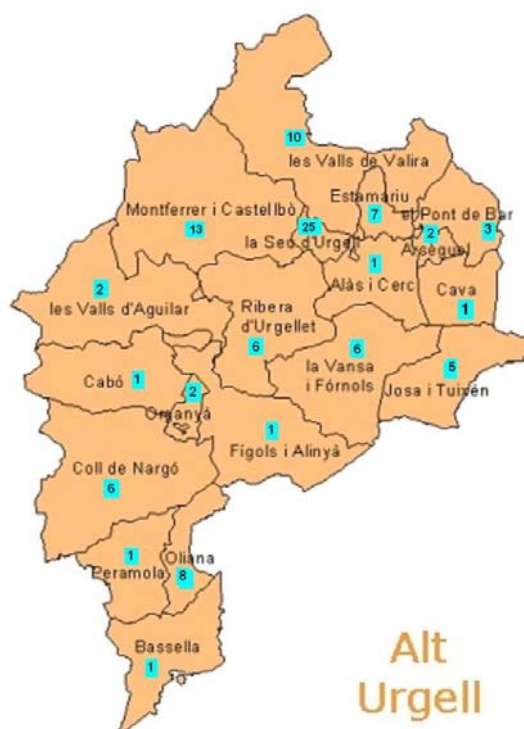 10
les Valls de Valira
Estamariu
Montferrer i Castellbò
7
el Pont de Bar
13
25
2
3
la Seo d'Urgell
Arsèguel
1
Alàs i Cerc
2
Cava
les Valls d'Aguilar
Ribera
d'Urgellet
1
6
6
la Vansa
i Fórnols
5
Josa i Tuixén
1
Cabó
2
Organyà
1
Fígols i Alinyà
Coll de Nargó
6
1
Oliana
Peramola
8
Bassella
1
Alt
Urgell